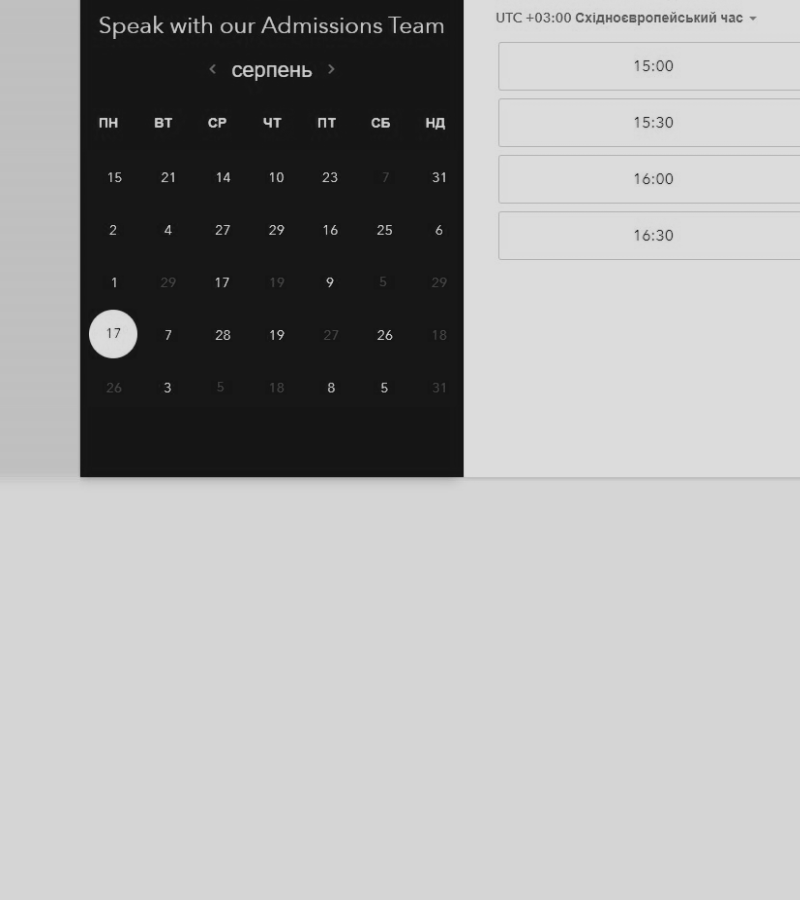 Speak with our Admissions Team
‹ серпень ›
ПН ВТ СР ЧТ ПТ СБ НД
15 21 14 10 23 7 31
2 4 27 29 16 25 6
1 29 17 19 9 5 29
17 7 28 19 27 26 18
26 3 5 18 8 5 31
UTC +03:00 Східноєвропейський час
15:00
15:30
16:00
16:30